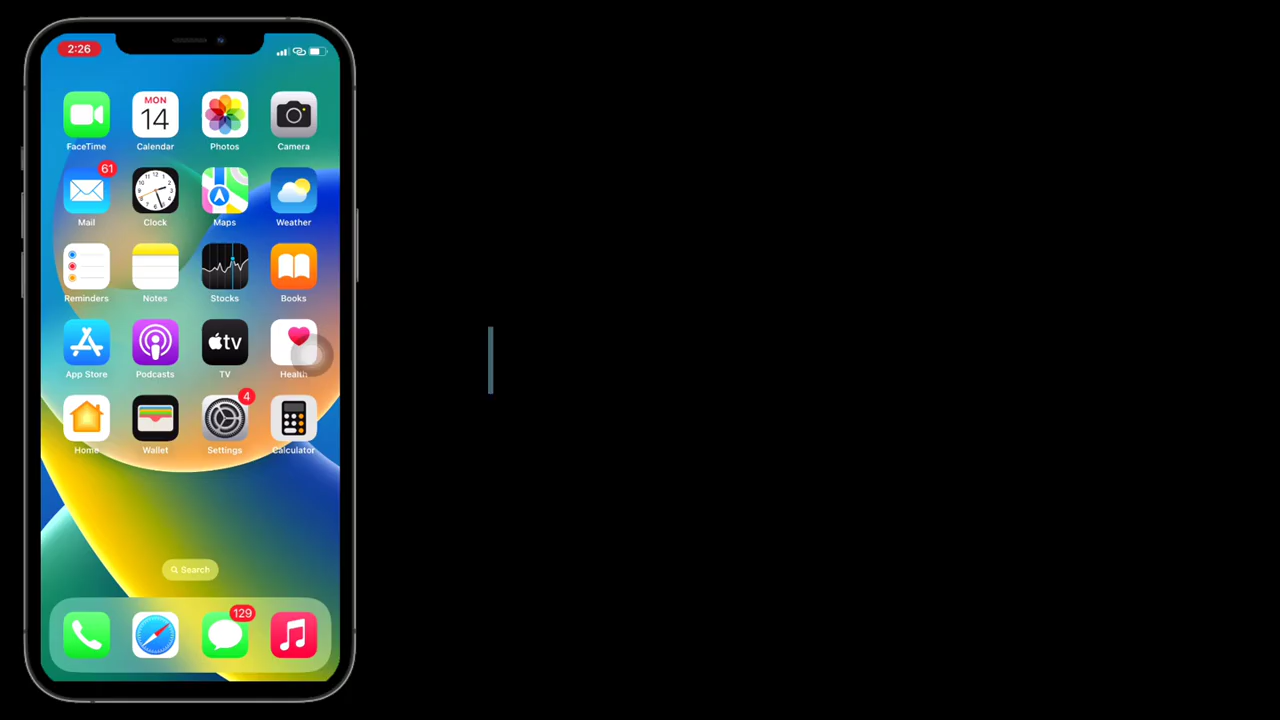 2:26
MON
14
FaceTime Calendar Photos Camera
61
Mail Clock Maps Weather
Reminders Notes Stocks Books
tv
App Store Podcasts TV Health
4
Home Wallet Settings Calculator
Search
129